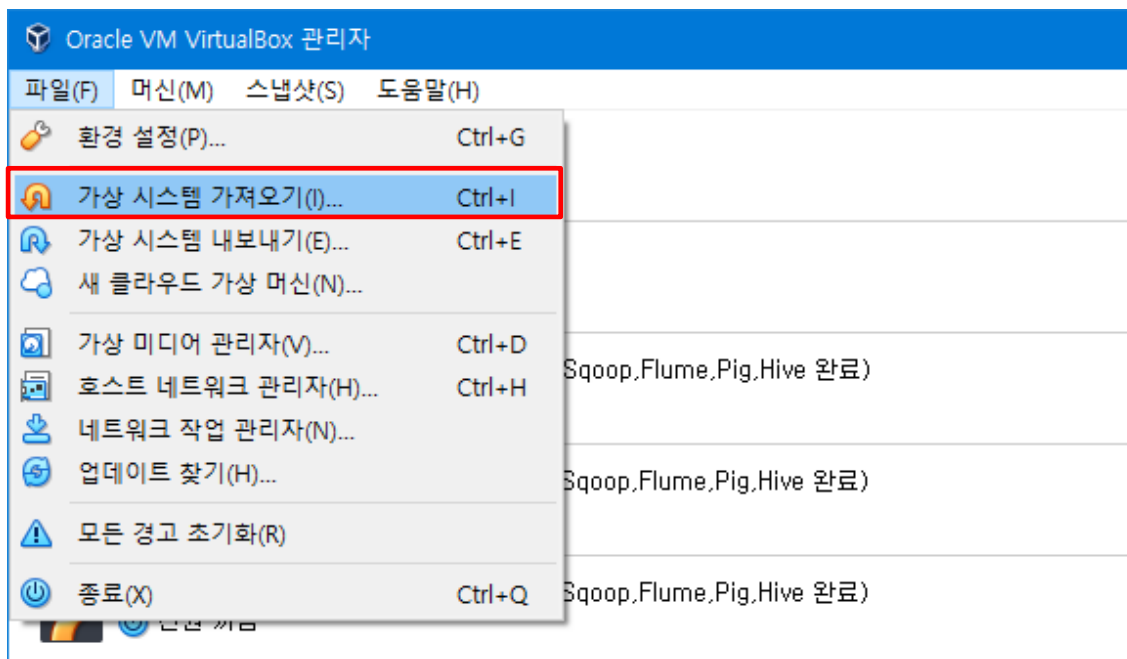 Oracle VM VirtualBox 관리자
파일(F) 머신(M) 스냅샷(S) 도움말(H)
환경 설정(P)... Ctrl+G
가상 시스템 가져오기(I)... Ctrl+I
가상 시스템 내보내기(E)... Ctrl+E
새 클라우드 가상 머신(N)...
가상 미디어 관리자(V)... Ctrl+D
Sqoop,Flume,Pig,Hive 완료)
호스트 네트워크 관리자(H)... Ctrl+H
네트워크 작업 관리자(N)...
업데이트 찾기(H)...
Sqoop,Flume,Pig,Hive 완료)
모든 경고 초기화(R)
종료(X) Ctrl+Q
Sqoop,Flume,Pig,Hive 완료)